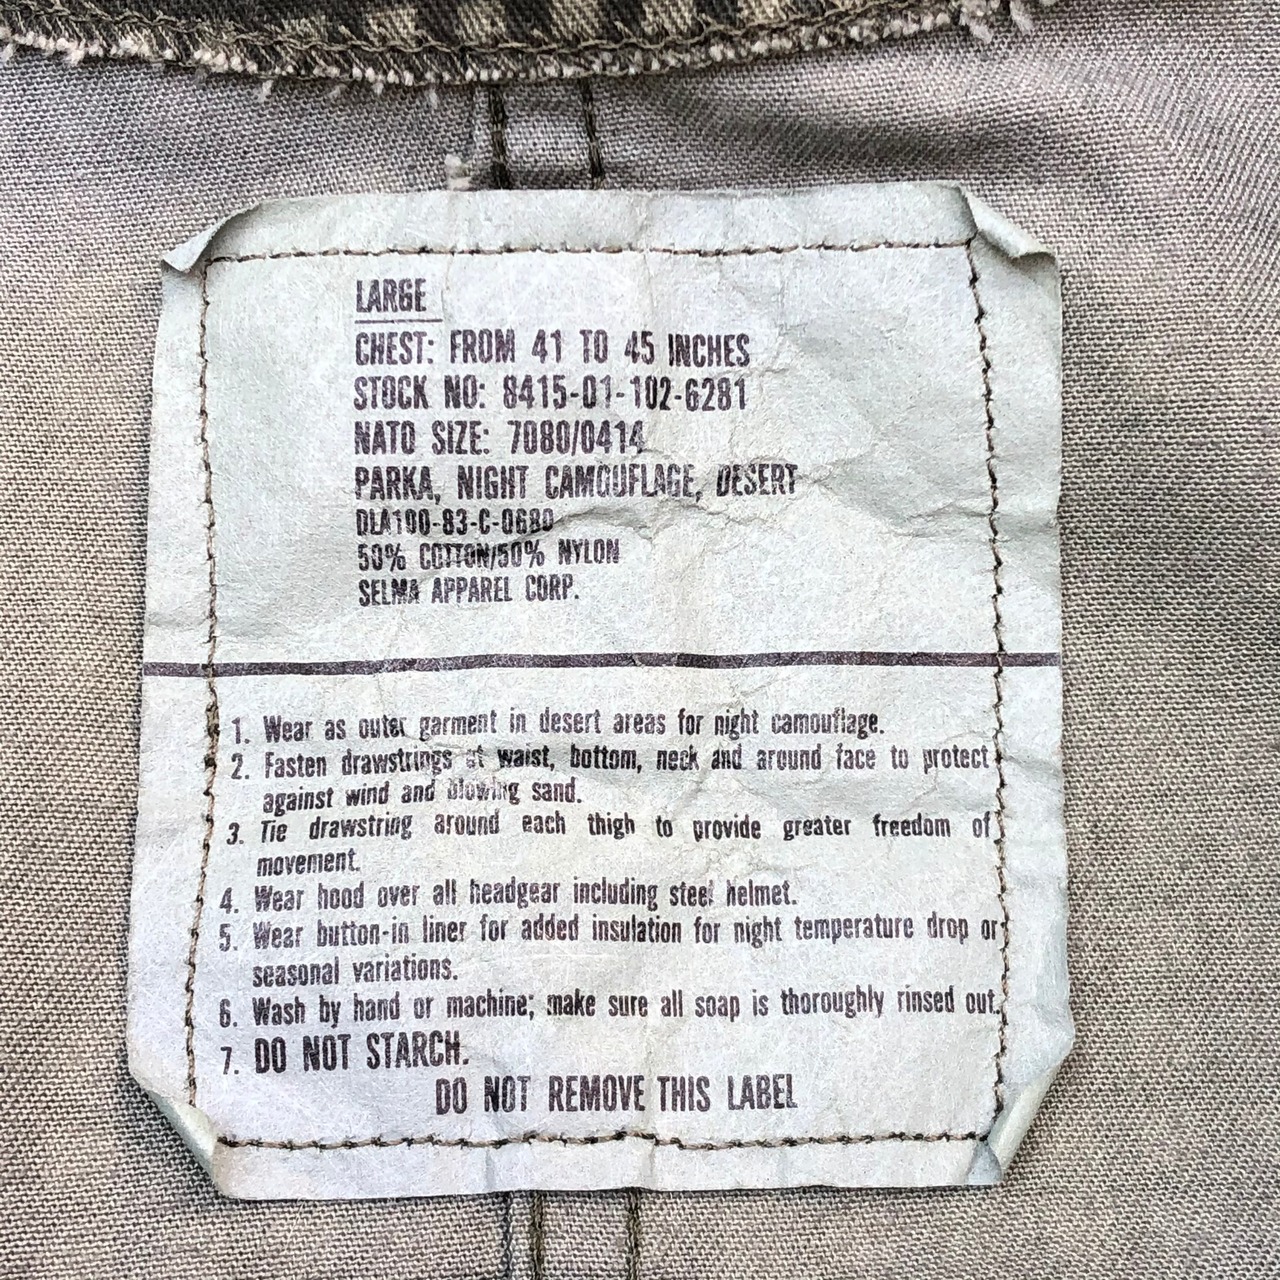 LARGE
CHEST: FROM 41 TO 45 INCHES
STOCK NO: 8415-01-102-6281
NATO SIZE: 7080/0414
PARKA, NIGHT CAMOUFLAGE, DESERT
DLA100-83-C-0680
50% COTTON/50% NYLON
SELMA APPAREL CORP.
1. Wear as outer garment in desert areas for night camouflage.
2. Fasten drawstrings at waist, bottom, neck and around face to protect
against wind and blowing sand.
3. Tie drawstring around each thigh to provide greater freedom of
movement.
4. Wear hood over all headgear including steel helmet.
5. Wear button-in liner for added insulation for night temperature drop or
seasonal variations.
6. Wash by hand or machine; make sure all soap is thoroughly rinsed out.
7. DO NOT STARCH.
DO NOT REMOVE THIS LABEL